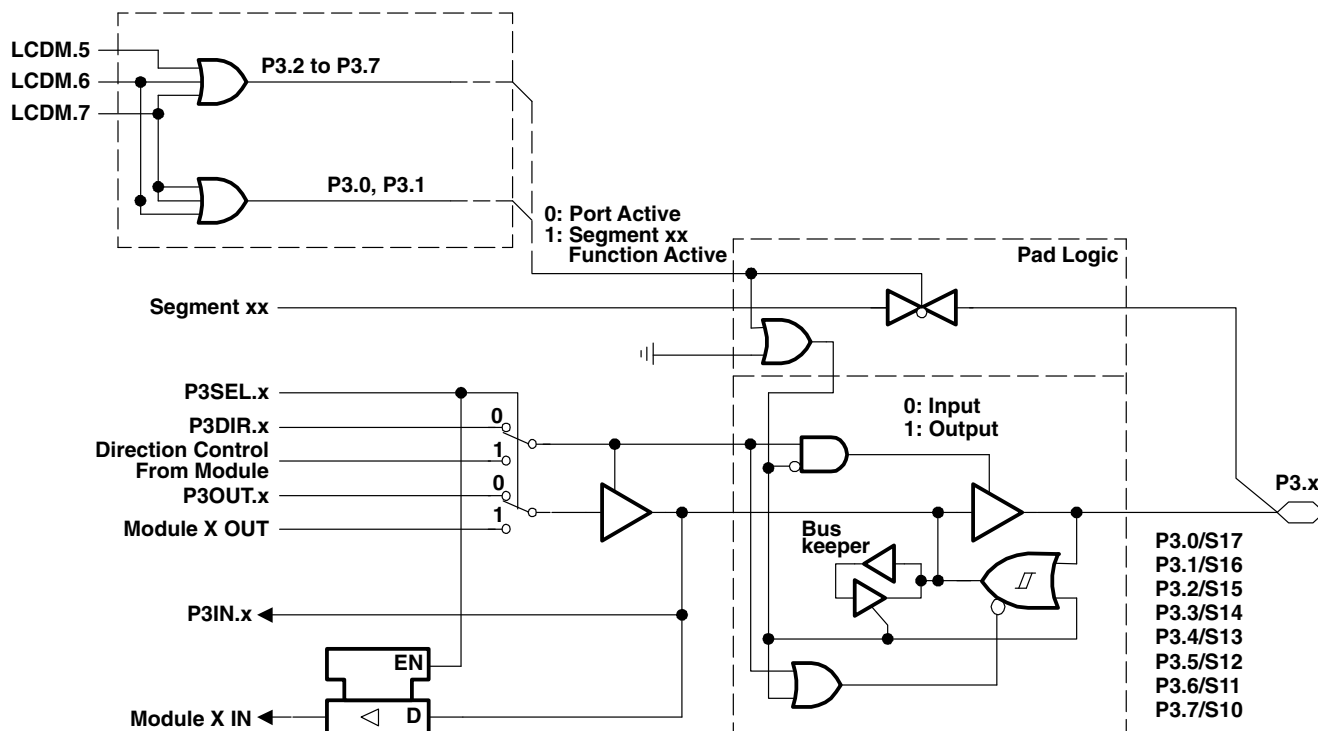 LCDM.5
LCDM.6
LCDM.7
P3.2 to P3.7
P3.0, P3.1
0: Port Active
1: Segment xx
Function Active
Pad Logic
Segment xx
P3SEL.x
P3DIR.x
Direction Control
From Module
P3OUT.x
Module X OUT
0
1
0
1
0: Input
1: Output
P3.x
Bus
keeper
P3.0/S17
P3.1/S16
P3.2/S15
P3.3/S14
P3.4/S13
P3.5/S12
P3.6/S11
P3.7/S10
P3IN.x
EN
D
Module X IN